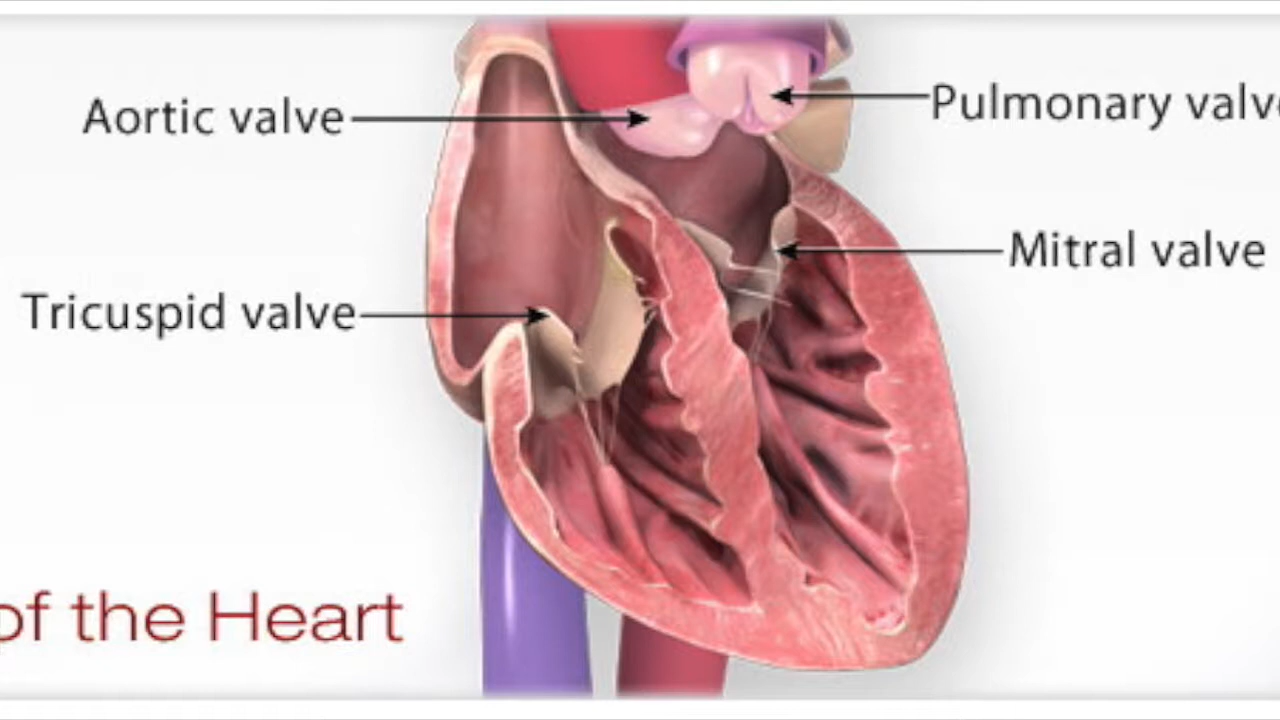 Aortic valve
Pulmonary valv
Mitral valve
Tricuspid valve
of the Heart